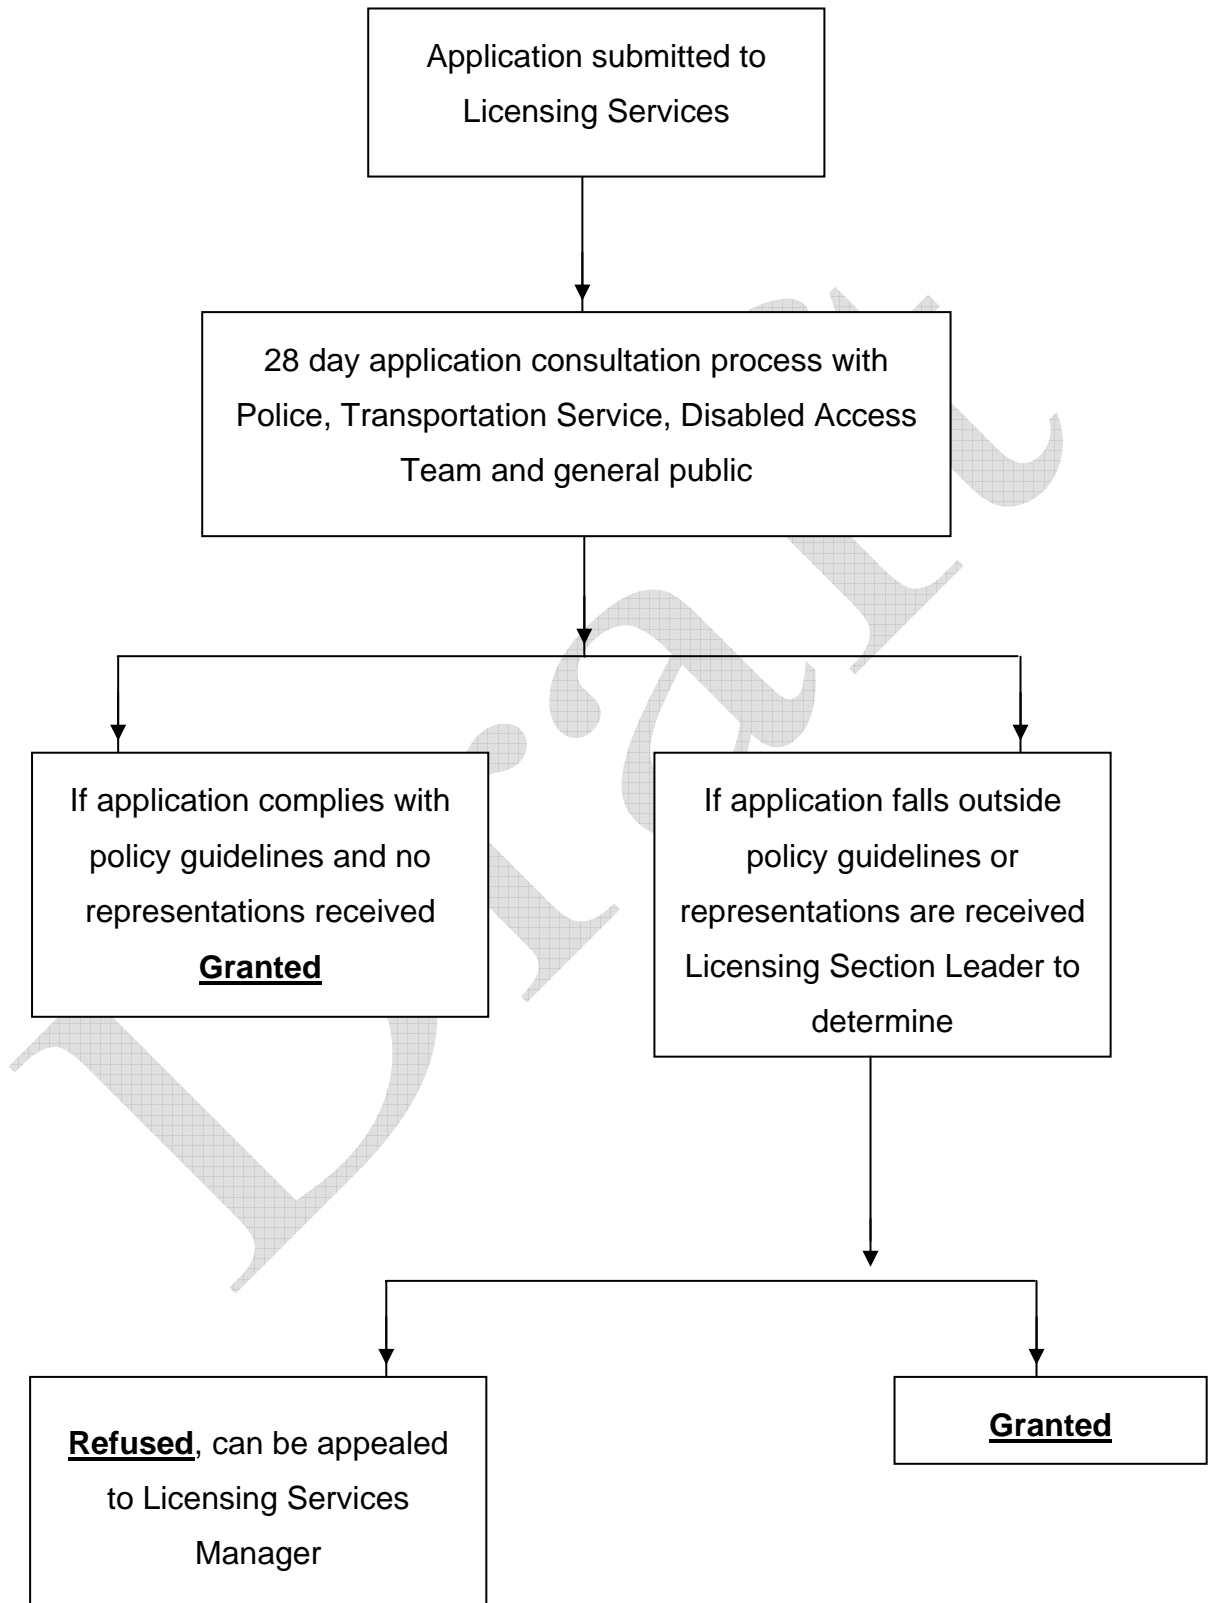 Application submitted to
Licensing Services
28 day application consultation process with
Police, Transportation Service, Disabled Access
Team and general public
If application complies with
policy guidelines and no
representations received
Granted
If application falls outside
policy guidelines or
representations are received
Licensing Section Leader to
determine
Refused, can be appealed
to Licensing Services
Manager
Granted
Draft